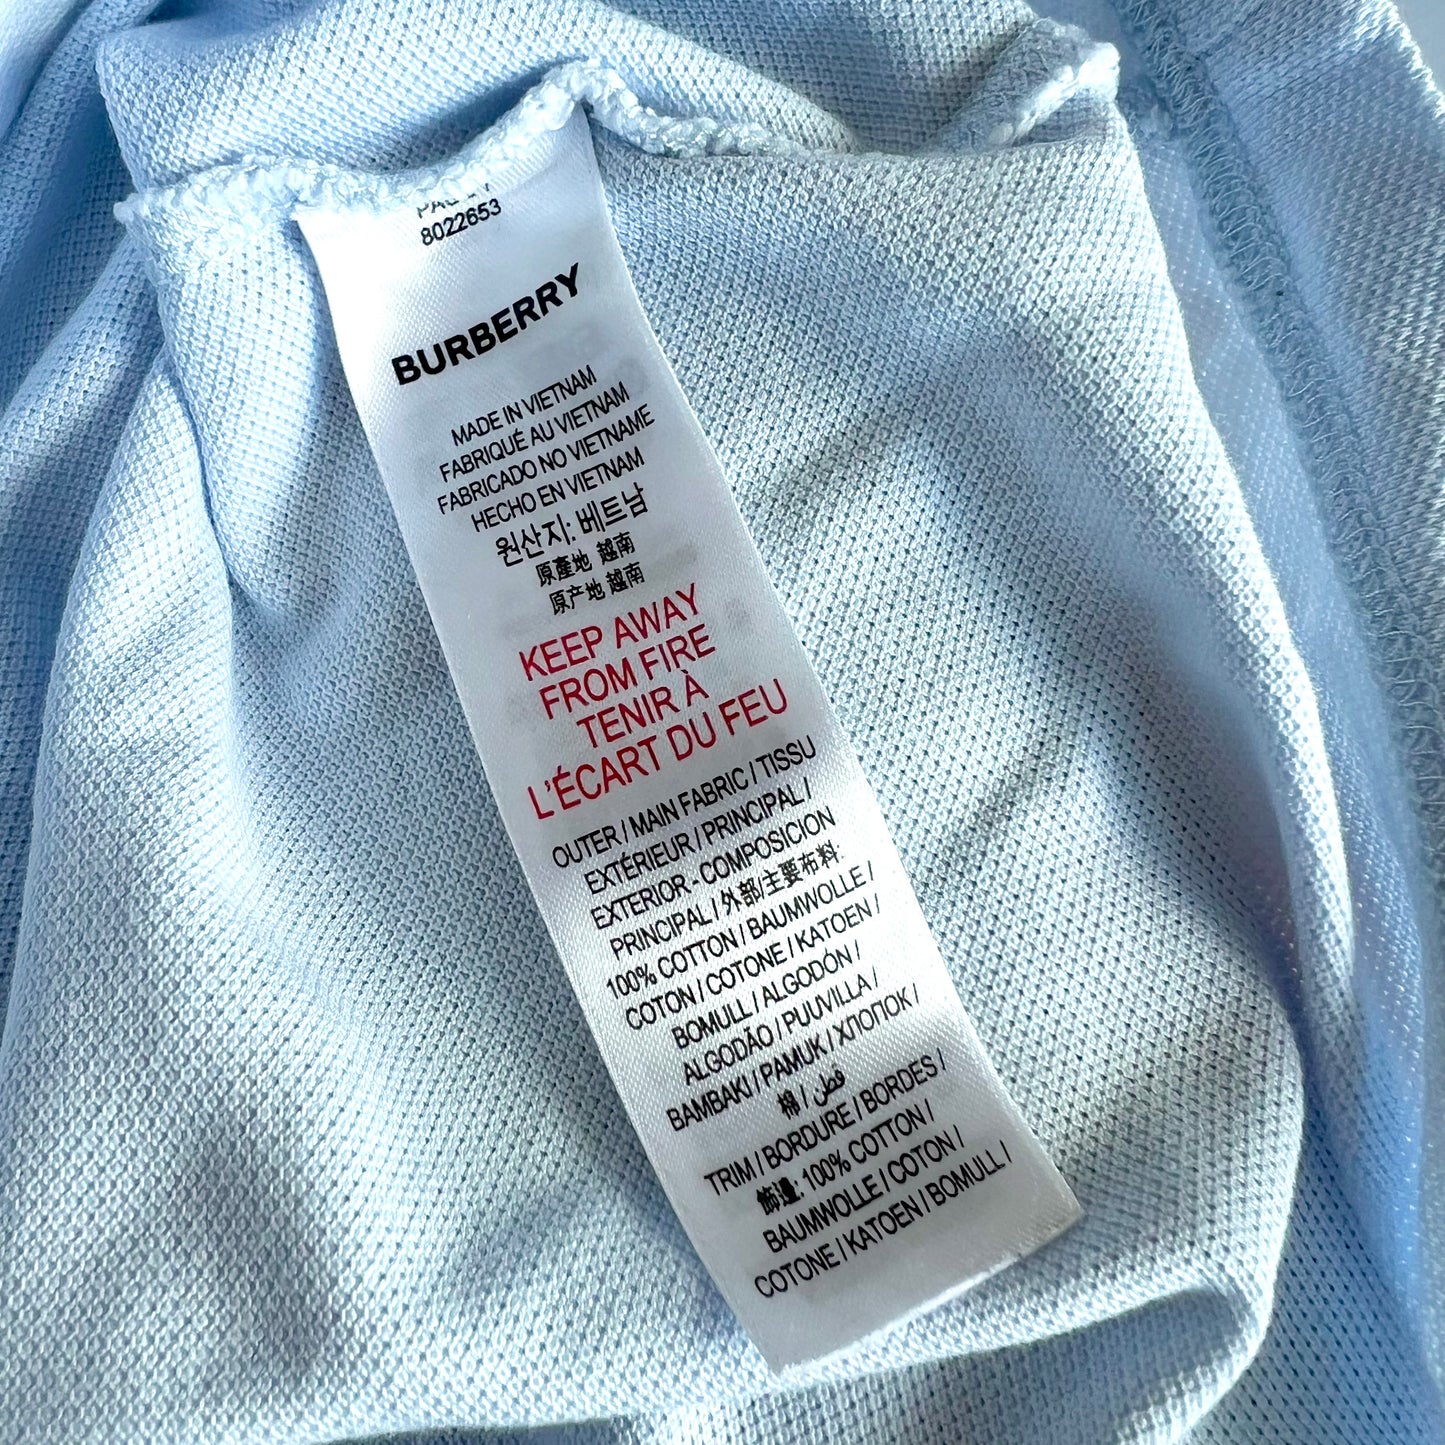 8022653
BURBERRY
MADE IN VIETNAM
FABRIQUÉ AU VIETNAM
FABRICADO NO VIETNAME
HECHO EN VIETNAM
원산지: 베트남
原產地 越南
原产地 越南
KEEP AWAY
FROM FIRE
TENIR À
L'ÉCART DU FEU
OUTER / MAIN FABRIC / TISSU
EXTÉRIEUR / PRINCIPAL /
EXTERIOR - COMPOSICION
PRINCIPAL / 外部/主要布料:
100% COTTON / BAUMWOLLE /
COTON / COTONE / KATOEN /
BOMULL / ALGODÓN /
ALGODÃO / PUUVILLA /
BAMBAKI / PAMUK / ХЛОПОК /
棉 / قطن
TRIM / BORDURE / BORDES /
飾邊: 100% COTTON /
BAUMWOLLE / COTON /
COTONE / KATOEN / BOMULL /